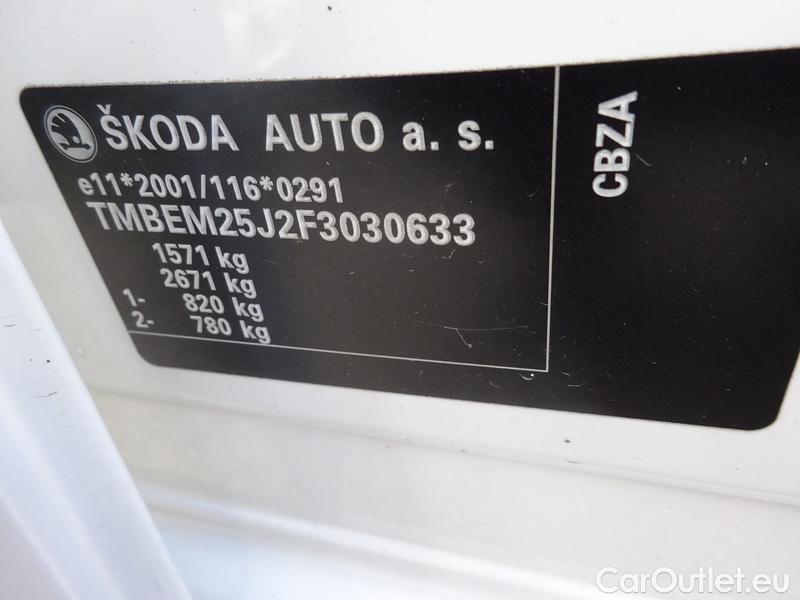 ŠKODA AUTO a. s.
e11*2001/116*0291
TMBEM25J2F3030633
1571 kg
2671 kg
1- 820 kg
2- 780 kg
CBZA
CarOutlet.eu